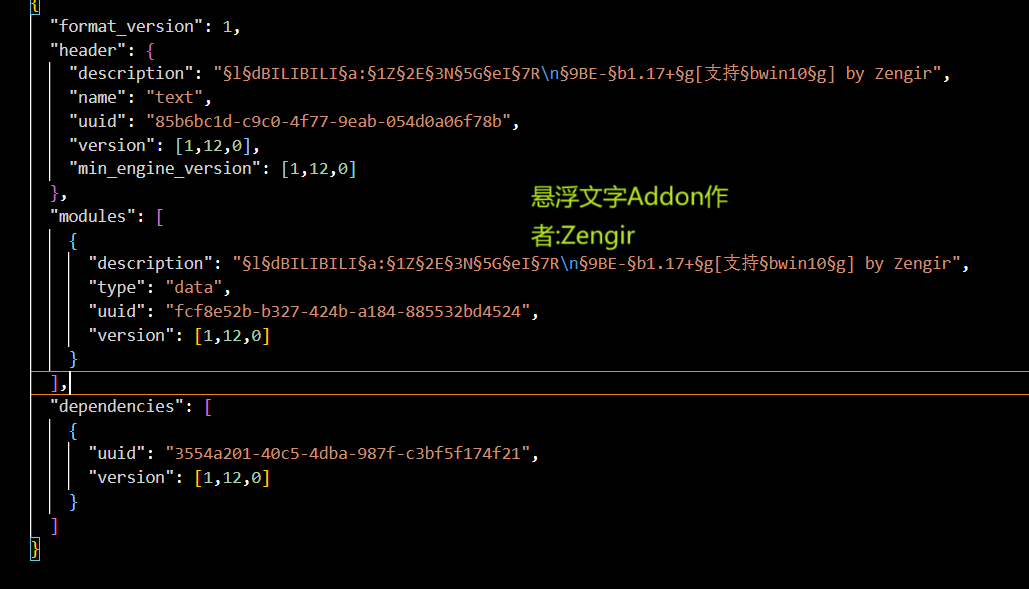 {
"format_version": 1,
"header": {
"description": "§l§dBILIBILI§a:§1Z§2E§3N§5G§eI§7R\n§9BE-§b1.17+§g[支持§bwin10§g] by Zengir",
"name": "text",
"uuid": "85b6bc1d-c9c0-4f77-9eab-054d0a06f78b",
"version": [1,12,0],
"min_engine_version": [1,12,0]
},
悬浮文字Addon作
者:Zengir
"modules": [
{
"description": "§l§dBILIBILI§a:§1Z§2E§3N§5G§eI§7R\n§9BE-§b1.17+§g[支持§bwin10§g] by Zengir",
"type": "data",
"uuid": "fcf8e52b-b327-424b-a184-885532bd4524",
"version": [1,12,0]
}
],
"dependencies": [
{
"uuid": "3554a201-40c5-4dba-987f-c3bf5f174f21",
"version": [1,12,0]
}
]
}